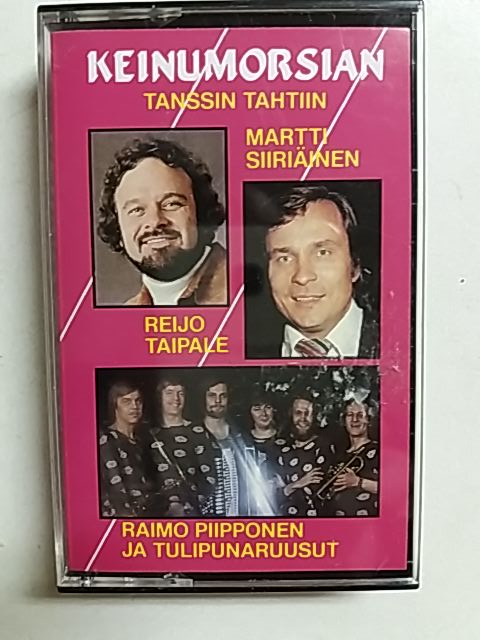 KEINUMORSIAN
TANSSIN TAHTIIN
MARTTI
SIIRIÄINEN
REIJO
TAIPALE
RAIMO PIIPPONEN
JA TULIPUNARUUSUT